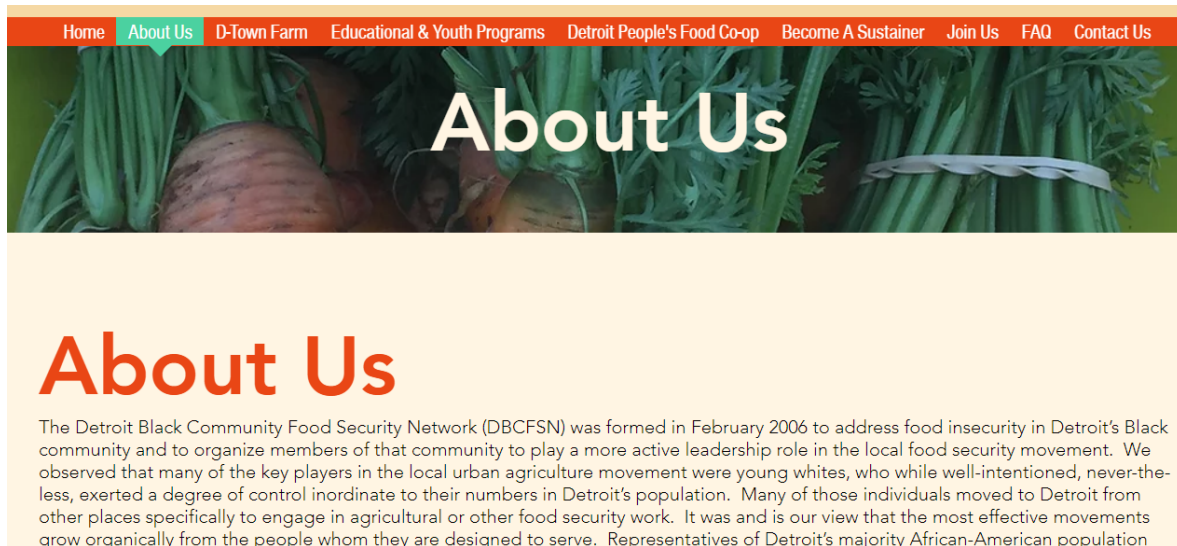 Home About Us D-Town Farm Educational & Youth Programs Detroit People's Food Co-op Become A Sustainer Join Us FAQ Contact Us
About Us
About Us
The Detroit Black Community Food Security Network (DBCFSN) was formed in February 2006 to address food insecurity in Detroit's Black
community and to organize members of that community to play a more active leadership role in the local food security movement. We
observed that many of the key players in the local urban agriculture movement were young whites, who while well-intentioned, never-the-
less, exerted a degree of control inordinate to their numbers in Detroit's population. Many of those individuals moved to Detroit from
other places specifically to engage in agricultural or other food security work. It was and is our view that the most effective movements
grow organically from the people whom they are designed to serve. Representatives of Detroit's majority African-American population